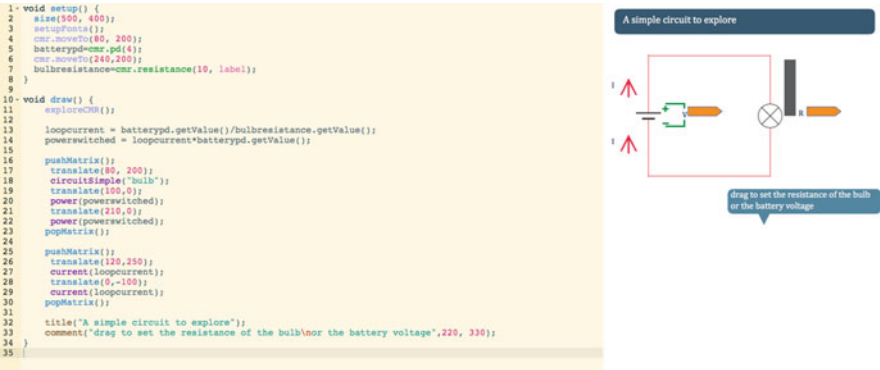 1 void setup() {
2 size(500, 400);
3 setupFonts();
4 cmr.moveTo(80, 200);
5 batterypd=cmr.pd(4);
6 cmr.moveTo(240,200);
7 bulbresistance=cmr.resistance(10, label);
8 }
9
10 void draw() {
11 exploreCMR();
12
13 loopcurrent = batterypd.getValue()/bulbresistance.getValue();
14 powerswitched = loopcurrent*batterypd.getValue();
15
16 pushMatrix();
17 translate(80, 200);
18 circuitSimple("bulb");
19 translate(100,0);
20 power(powerswitched);
21 translate(210,0);
22 power(powerswitched);
23 popMatrix();
24
25 pushMatrix();
26 translate(120,250);
27 current(loopcurrent);
28 translate(0,-100);
29 current(loopcurrent);
30 popMatrix();
31
32 title("A simple circuit to explore");
33 comment("drag to set the resistance of the bulb\nor the battery voltage",220, 330);
34 }
35
A simple circuit to explore
I
V
R
I
drag to set the resistance of the bulb
or the battery voltage